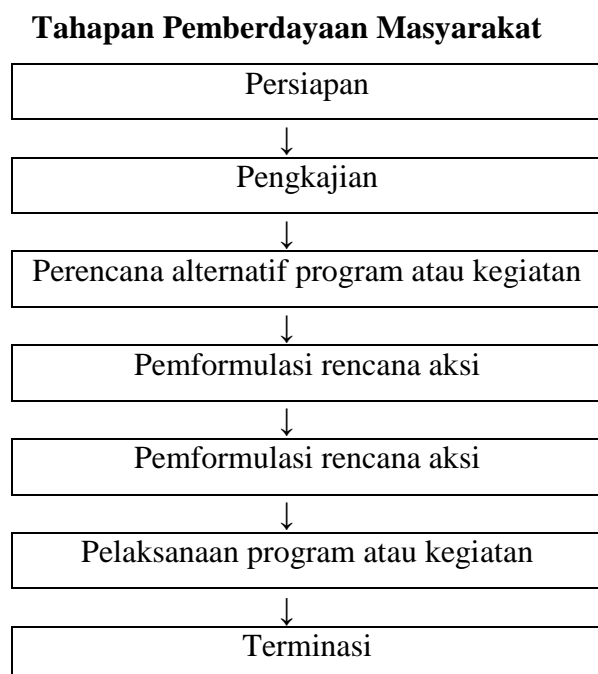 Tahapan Pemberdayaan Masyarakat
Persiapan
↓
Pengkajian
↓
Perencana alternatif program atau kegiatan
↓
Pemformulasi rencana aksi
↓
Pemformulasi rencana aksi
↓
Pelaksanaan program atau kegiatan
↓
Terminasi